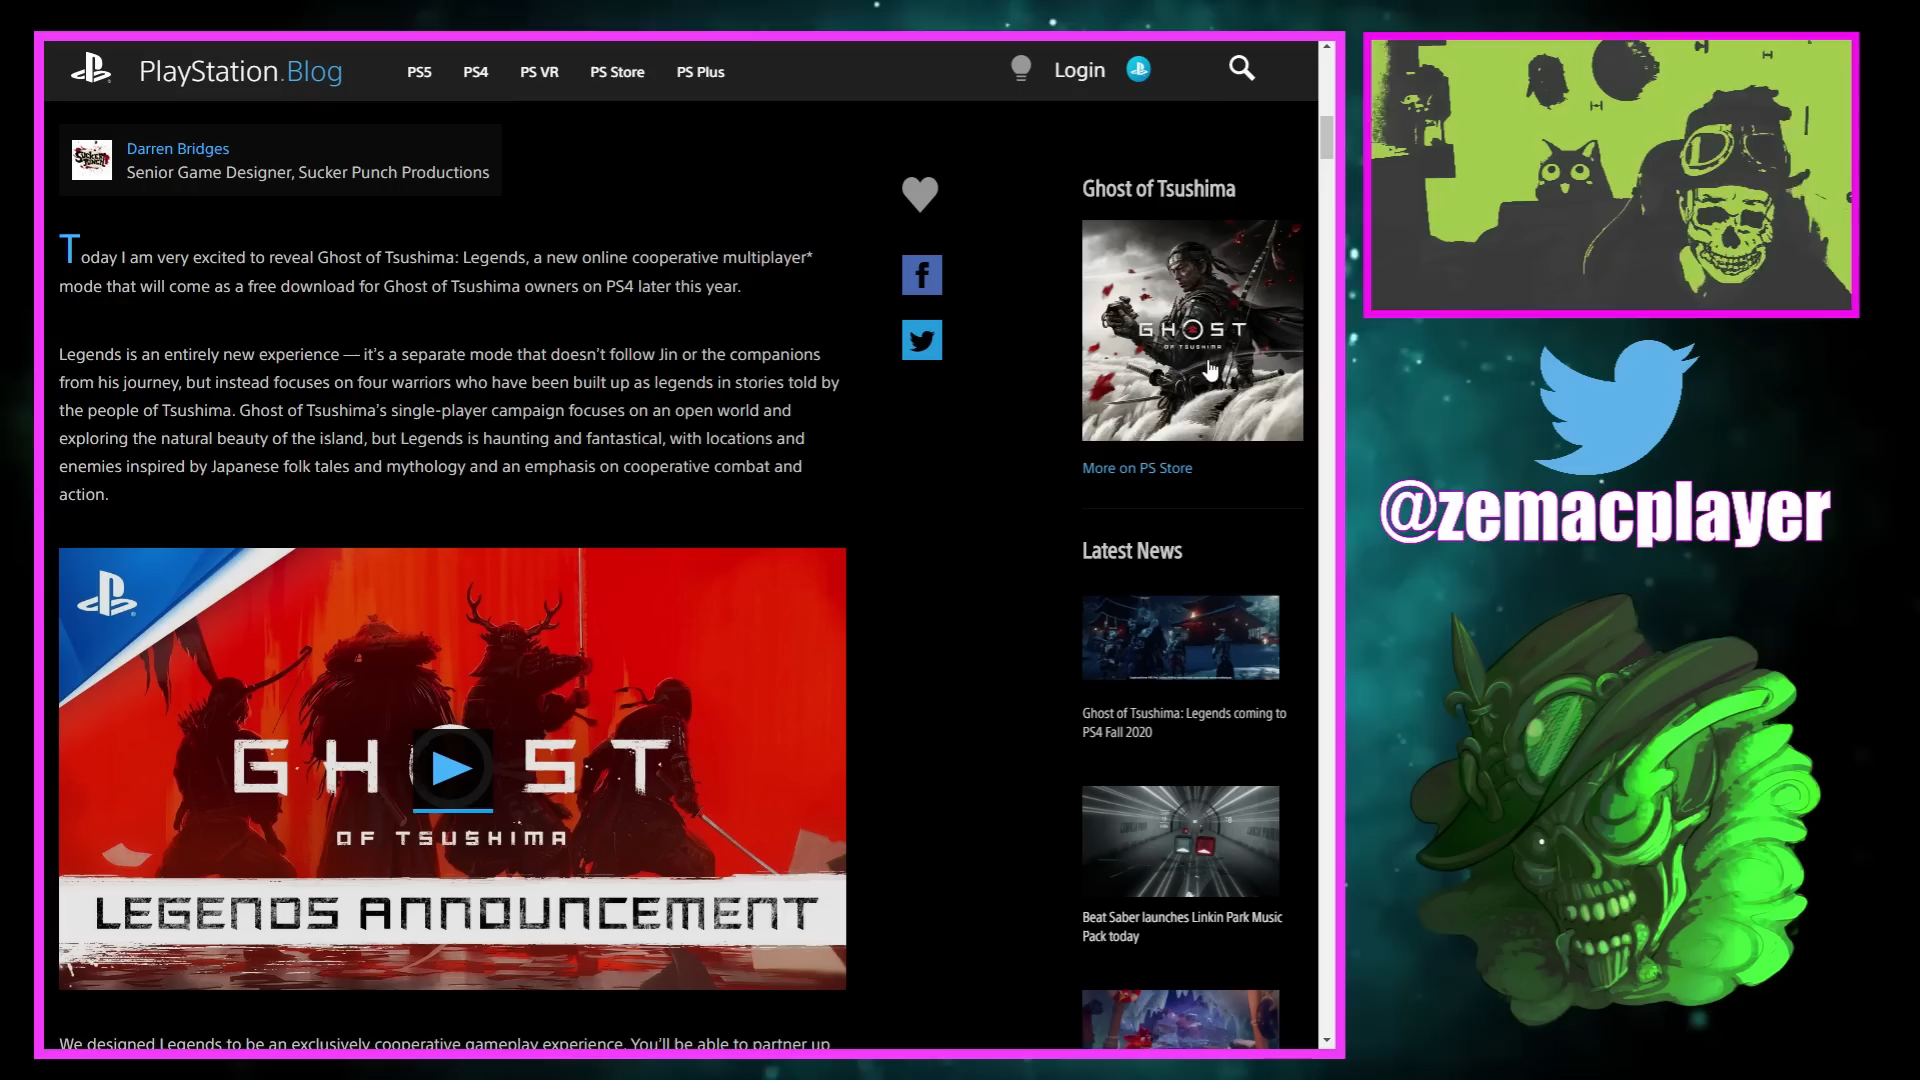 PlayStation.Blog
PS5
PS4
PS VR
PS Store
PS Plus
Login
Darren Bridges
Senior Game Designer, Sucker Punch Productions
Today I am very excited to reveal Ghost of Tsushima: Legends, a new online cooperative multiplayer*
mode that will come as a free download for Ghost of Tsushima owners on PS4 later this year.
Legends is an entirely new experience — it’s a separate mode that doesn’t follow Jin or the companions
from his journey, but instead focuses on four warriors who have been built up as legends in stories told by
the people of Tsushima. Ghost of Tsushima’s single-player campaign focuses on an open world and
exploring the natural beauty of the island, but Legends is haunting and fantastical, with locations and
enemies inspired by Japanese folk tales and mythology and an emphasis on cooperative combat and
action.
GHOST
OF TSUSHIMA
LEGENDS ANNOUNCEMENT
We designed Legends to be an exclusively cooperative gameplay experience. You’ll be able to partner up
Ghost of Tsushima
GHOST
OF TSUSHIMA
More on PS Store
Latest News
Ghost of Tsushima: Legends coming to
PS4 Fall 2020
Beat Saber launches Linkin Park Music
Pack today
@zemacplayer